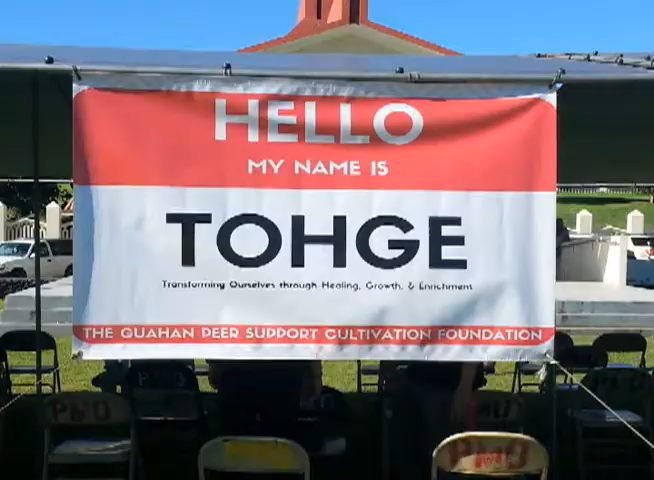 HELLO
MY NAME IS
TOHGE
Transforming Ourselves through Healing, Growth, & Enrichment
THE GUAHAN PEER SUPPORT CULTIVATION FOUNDATION